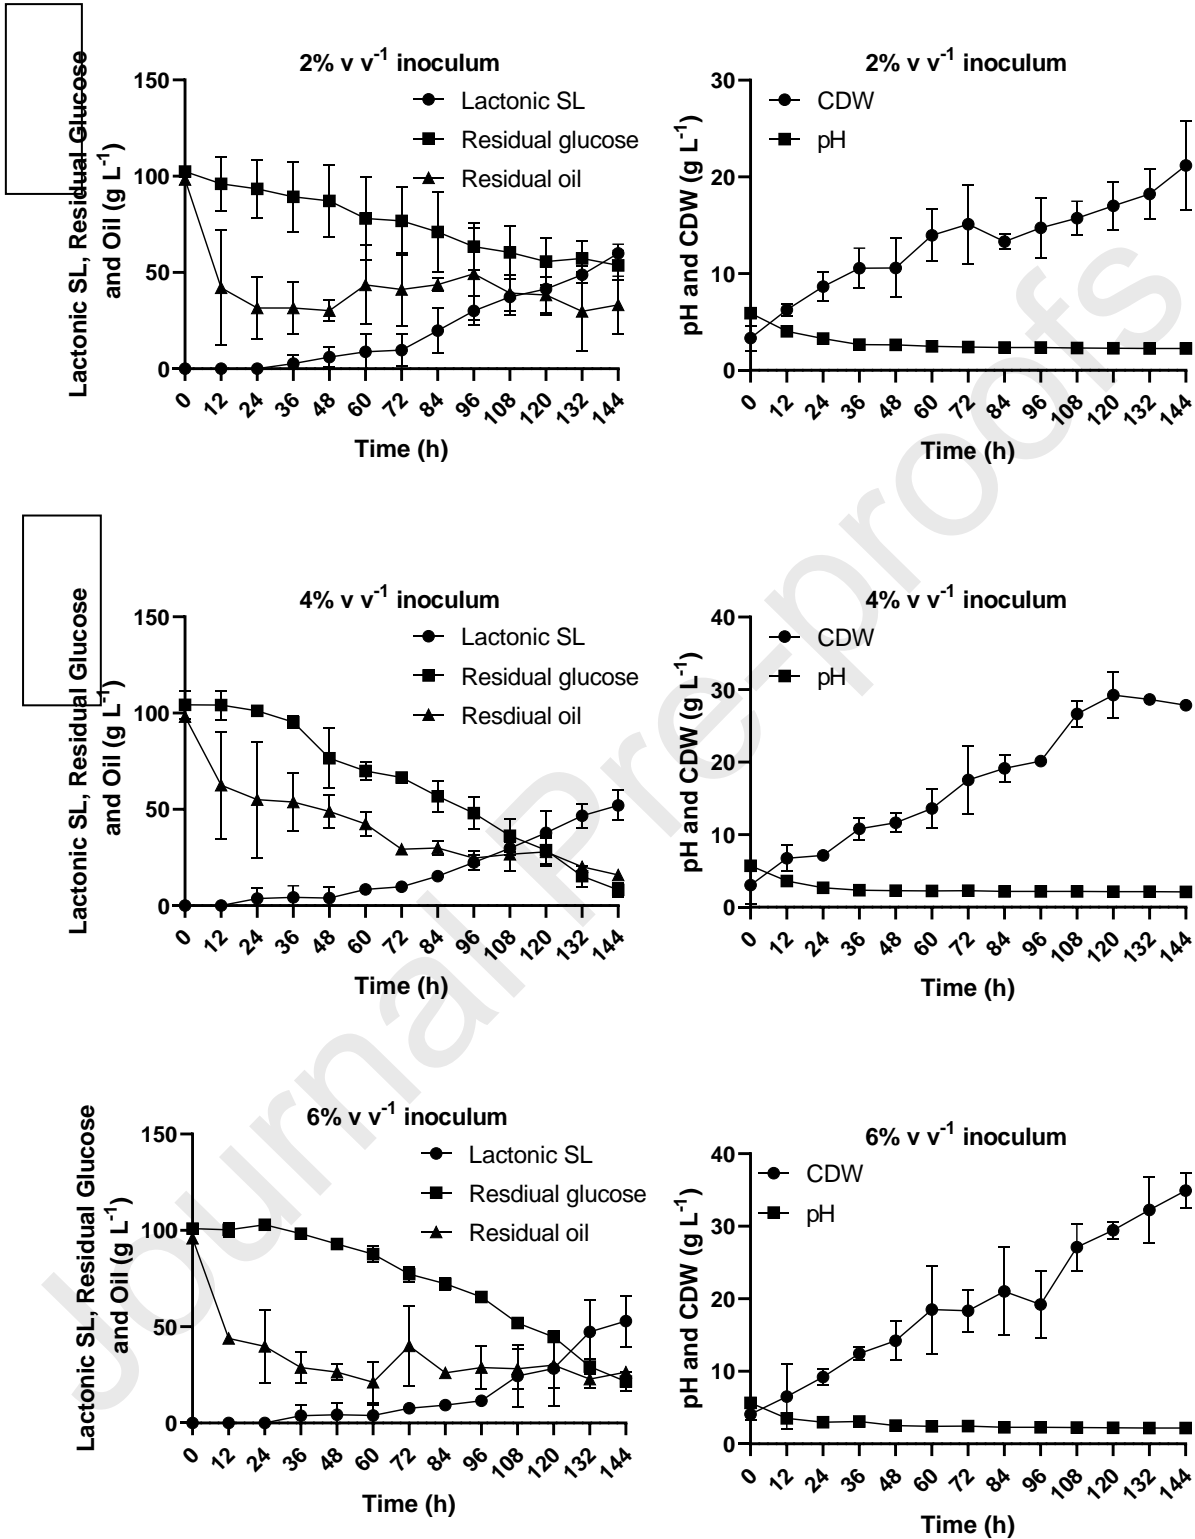 2% v v-1 inoculum
Lactonic SL, Residual Glucose
and Oil (g L-1)
150
100
50
0
Lactonic SL
Residual glucose
Residual oil
0 12 24 36 48 60 72 84 96 108 120 132 144
Time (h)
2% v v-1 inoculum
pH and CDW (g L-1)
30
20
10
0
CDW
pH
0 12 24 36 48 60 72 84 96 108 120 132 144
Time (h)
4% v v-1 inoculum
Lactonic SL, Residual Glucose
and Oil (g L-1)
150
100
50
0
Lactonic SL
Residual glucose
Resdiual oil
0 12 24 36 48 60 72 84 96 108 120 132 144
Time (h)
4% v v-1 inoculum
pH and CDW (g L-1)
40
30
20
10
0
CDW
pH
0 12 24 36 48 60 72 84 96 108 120 132 144
Time (h)
6% v v-1 inoculum
Lactonic SL, Residual Glucose
and Oil (g L-1)
150
100
50
0
Lactonic SL
Resdiual glucose
Residual oil
0 12 24 36 48 60 72 84 96 108 120 132 144
Time (h)
6% v v-1 inoculum
pH and CDW (g L-1)
40
30
20
10
0
CDW
pH
0 12 24 36 48 60 72 84 96 108 120 132 144
Time (h)
Journal Pre-proofs